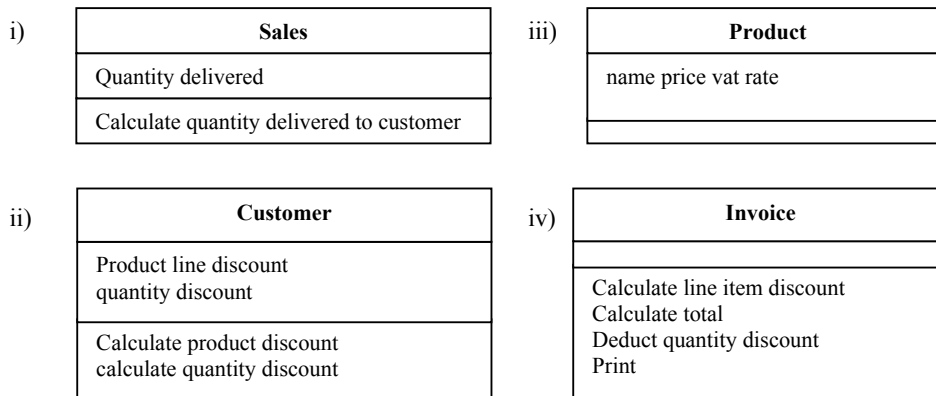 i)
Sales
Quantity delivered
Calculate quantity delivered to customer
iii)
Product
name price vat rate
ii)
Customer
Product line discount
quantity discount
Calculate product discount
calculate quantity discount
iv)
Invoice
Calculate line item discount
Calculate total
Deduct quantity discount
Print